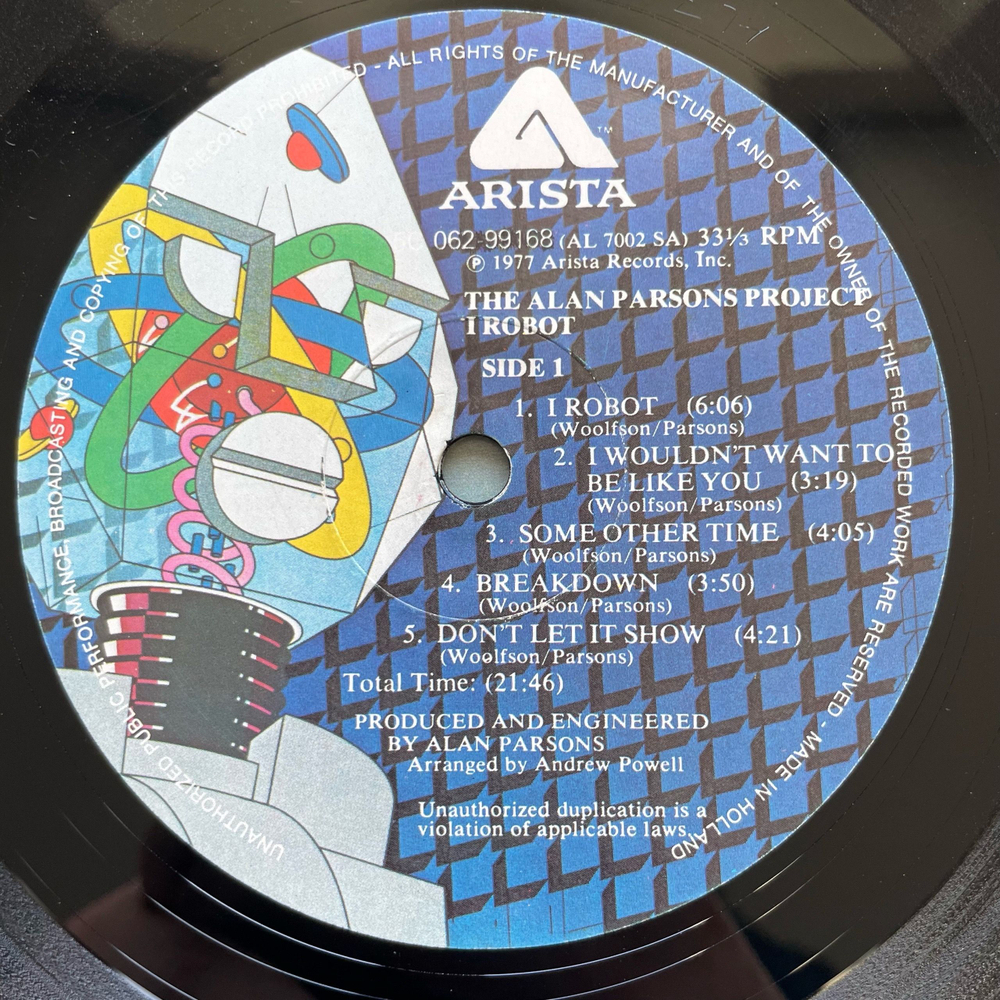 UNAUTHORIZED PUBLIC PERFORMANCE, BROADCASTING AND COPYING OF THIS RECORD PROHIBITED - ALL RIGHTS OF THE MANUFACTURER AND OF THE OWNER OF THE RECORDED WORK ARE RESERVED - MADE IN HOLLAND
TM
ARISTA
062-99168 (AL 7002 SA) 33⅓ RPM
Ⓟ 1977 Arista Records, Inc.
THE ALAN PARSONS PROJECT
I ROBOT
SIDE 1
1. I ROBOT (6:06)
(Woolfson/Parsons)
2. I WOULDN'T WANT TO
BE LIKE YOU (3:19)
(Woolfson/Parsons)
3. SOME OTHER TIME (4:05)
(Woolfson/Parsons)
4. BREAKDOWN (3:50)
(Woolfson/Parsons)
5. DON'T LET IT SHOW (4:21)
(Woolfson/Parsons)
Total Time: (21:46)
PRODUCED AND ENGINEERED
BY ALAN PARSONS
Arranged by Andrew Powell
Unauthorized duplication is a
violation of applicable laws.